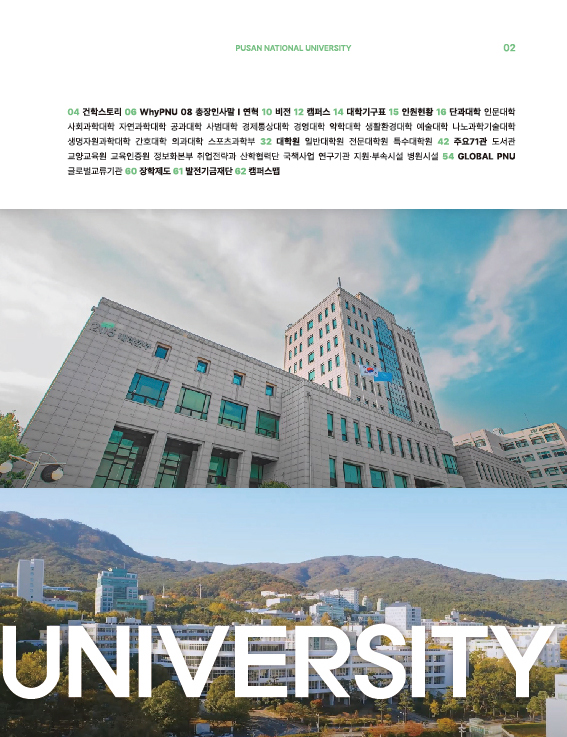 PUSAN NATIONAL UNIVERSITY
02
04 건학스토리 06 WhyPNU 08 총장인사말 I 연혁 10 비전 12 캠퍼스 14 대학기구표 15 인원현황 16 단과대학 인문대학
사회과학대학 자연과학대학 공과대학 사범대학 경제통상대학 경영대학 약학대학 생활환경대학 예술대학 나노과학기술대학
생명자원과학대학 간호대학 의과대학 스포츠과학부 32 대학원 일반대학원 전문대학원 특수대학원 42 주요기관 도서관
교양교육원 교육인증원 정보화본부 취업전략과 산학협력단 국책사업 연구기관 지원·부속시설 병원시설 54 GLOBAL PNU
글로벌교류기관 60 장학제도 61 발전기금재단 62 캠퍼스맵
UNIVERSITY